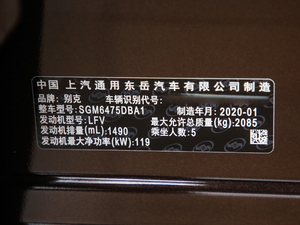 中国 上汽通用东岳汽车有限公司制造
品牌: 别克 车辆识别代号:
整车型号:SGM6475DBA1 制造年月:2020-01
发动机型号:LFV 最大允许总质量(kg):2085
发动机排量(mL):1490 乘坐人数:5
发动机最大净功率(kW):119